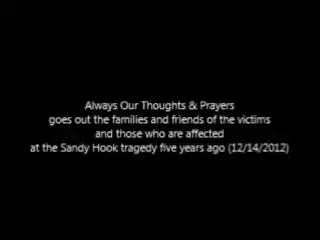 Always Our Thoughts & Prayers
goes out the families and friends of the victims
and those who are affected
at the Sandy Hook tragedy five years ago (12/14/2012)